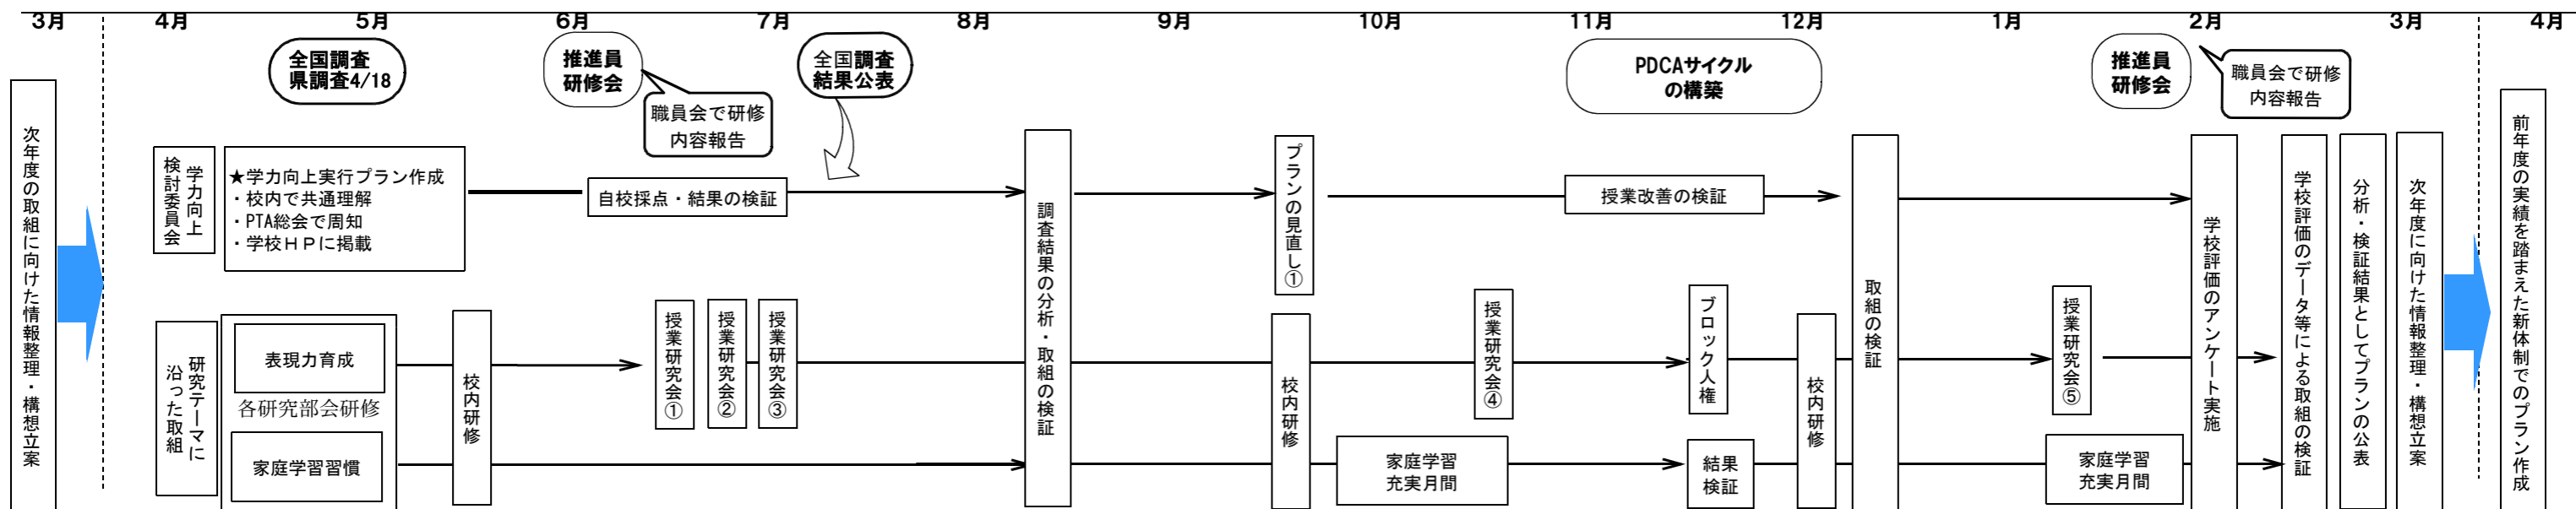 3月 4月 5月 6月 7月 8月 9月 10月 11月 12月 1月 2月 3月 4月
全国調査
県調査4/18
推進員
研修会
職員会で研修
内容報告
全国調査
結果公表
PDCAサイクル
の構築
推進員
研修会
職員会で研修
内容報告
次年度の取組に向けた情報整理・構想立案
学力向上
検討委員会
★学力向上実行プラン作成
・校内で共通理解
・PTA総会で周知
・学校ＨＰに掲載
自校採点・結果の検証
調査結果の分析・取組の検証
プランの見直し①
授業改善の検証
取組の検証
学校評価のアンケート実施
学校評価のデータ等による取組の検証
分析・検証結果としてプランの公表
次年度に向けた情報整理・構想立案
前年度の実績を踏まえた新体制でのプラン作成
研究テーマに
沿った取組
表現力育成
各研究部会研修
家庭学習習慣
校内研修
授業研究会①
授業研究会②
授業研究会③
校内研修
授業研究会④
ブロック人権
校内研修
授業研究会⑤
家庭学習
充実月間
結果
検証
家庭学習
充実月間